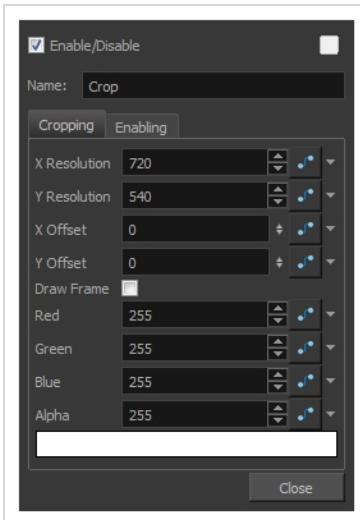 Enable/Disable
Name: Crop
Cropping Enabling
X Resolution 720
Y Resolution 540
X Offset 0
Y Offset 0
Draw Frame
Red 255
Green 255
Blue 255
Alpha 255
Close